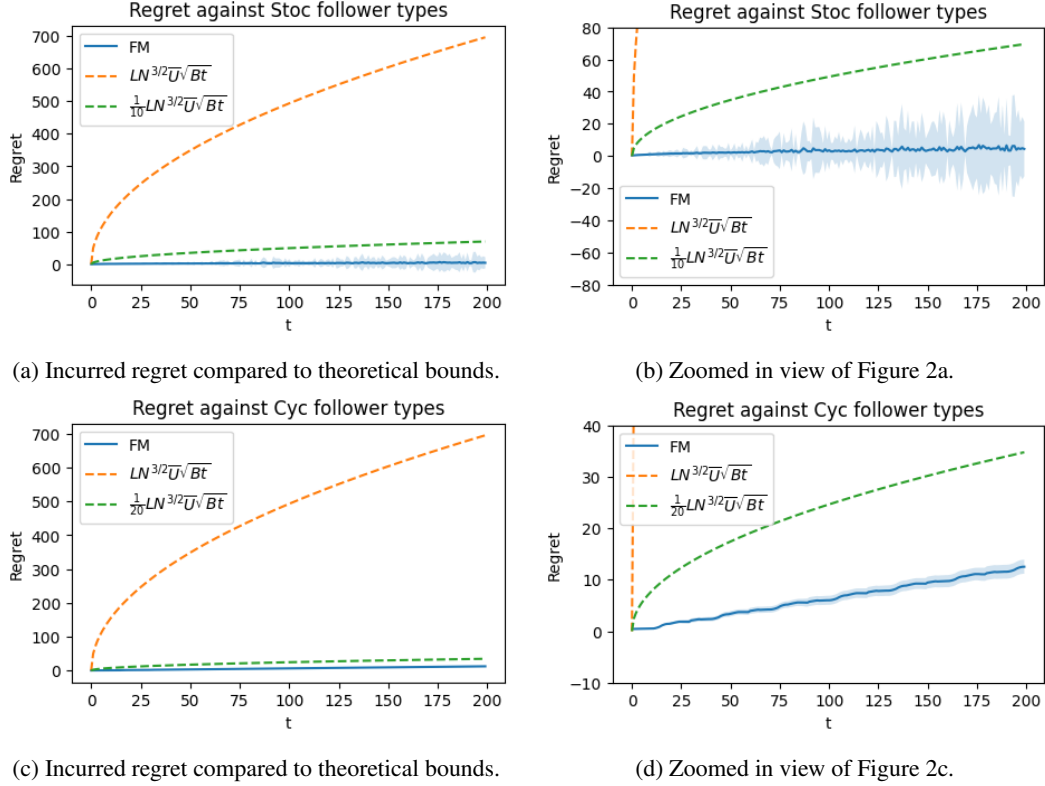 Regret against Stoc follower types
700
600
500
400
300
200
100
0
Regret
FM
LN^{3/2}\overline{U}\sqrt{Bt}
\frac{1}{10}LN^{3/2}\overline{U}\sqrt{Bt}
0 25 50 75 100 125 150 175 200
t
(a) Incurred regret compared to theoretical bounds.
Regret against Stoc follower types
80
60
40
20
0
−20
−40
−60
−80
Regret
FM
LN^{3/2}\overline{U}\sqrt{Bt}
\frac{1}{10}LN^{3/2}\overline{U}\sqrt{Bt}
0 25 50 75 100 125 150 175 200
t
(b) Zoomed in view of Figure 2a.
Regret against Cyc follower types
700
600
500
400
300
200
100
0
Regret
FM
LN^{3/2}\overline{U}\sqrt{Bt}
\frac{1}{20}LN^{3/2}\overline{U}\sqrt{Bt}
0 25 50 75 100 125 150 175 200
t
(c) Incurred regret compared to theoretical bounds.
Regret against Cyc follower types
40
30
20
10
0
−10
Regret
FM
LN^{3/2}\overline{U}\sqrt{Bt}
\frac{1}{20}LN^{3/2}\overline{U}\sqrt{Bt}
0 25 50 75 100 125 150 175 200
t
(d) Zoomed in view of Figure 2c.